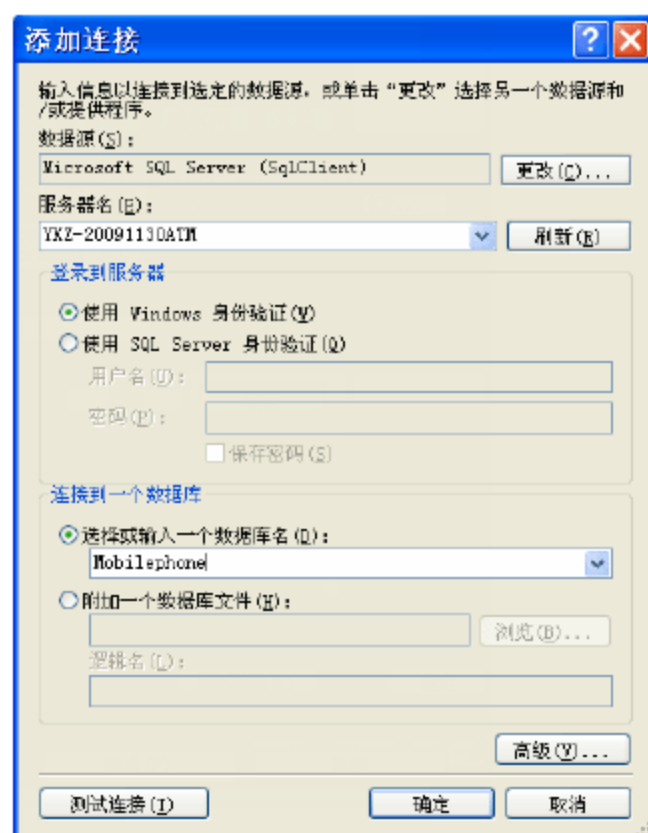 添加连接
输入信息以连接到选定的数据源，或单击“更改”选择另一个数据源和
/或提供程序。
数据源(S)：
Microsoft SQL Server (SqlClient)
更改(C)...
服务器名(E)：
YKZ-20091130ATM
刷新(R)
登录到服务器
使用 Windows 身份验证(W)
使用 SQL Server 身份验证(Q)
用户名(U)：
密码(P)：
保存密码(S)
连接到一个数据库
选择或输入一个数据库名(D)：
Mobilephone
附加一个数据库文件(H)：
浏览(B)...
逻辑名(L)：
高级(V)...
测试连接(T)
确定
取消